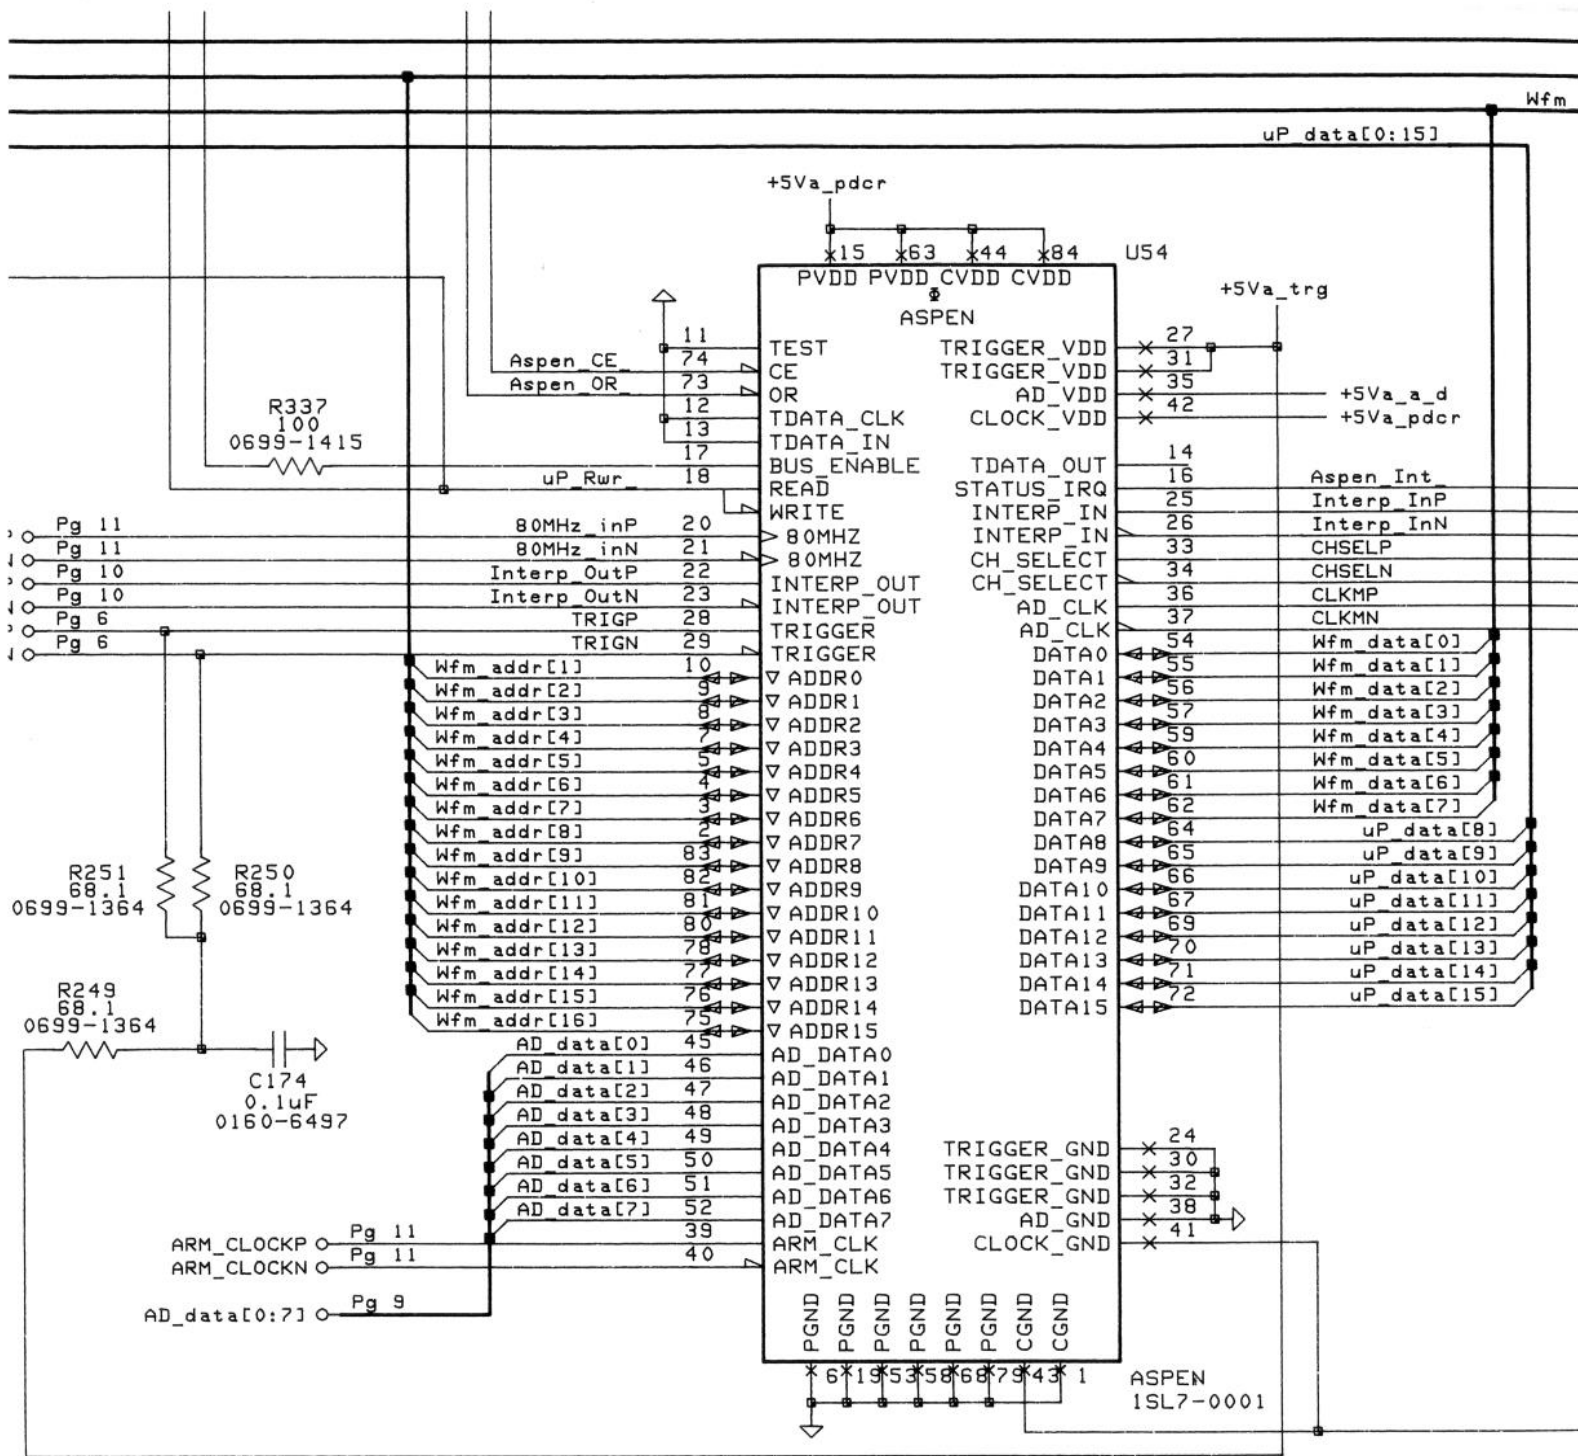 Wfm_
uP_data[0:15]
+5Va_pdcr
15 63 44 84 U54
PVDD PVDD CVDD CVDD
+5Va_trg
ASPEN
11 TEST TRIGGER_VDD 27
Aspen_CE_ 74 CE TRIGGER_VDD 31
Aspen_OR_ 73 OR AD_VDD 35 +5Va_a_d
12 TDATA_CLK CLOCK_VDD 42 +5Va_pdcr
R337
100
0699-1415
13 TDATA_IN
17 BUS_ENABLE TDATA_OUT 14
uP_Rwr_ 18 READ STATUS_IRQ 16 Aspen_Int_
WRITE INTERP_IN 25 Interp_InP
P Pg 11 80MHz_inP 20 80MHZ INTERP_IN 26 Interp_InN
N Pg 11 80MHz_inN 21 80MHZ CH_SELECT 33 CHSELP
P Pg 10 Interp_OutP 22 INTERP_OUT CH_SELECT 34 CHSELN
N Pg 10 Interp_OutN 23 INTERP_OUT AD_CLK 36 CLKMP
P Pg 6 TRIGP 28 TRIGGER AD_CLK 37 CLKMN
N Pg 6 TRIGN 29 TRIGGER DATA0 54 Wfm_data[0]
Wfm_addr[1] 10 ADDR0 DATA1 55 Wfm_data[1]
Wfm_addr[2] 9 ADDR1 DATA2 56 Wfm_data[2]
Wfm_addr[3] 8 ADDR2 DATA3 57 Wfm_data[3]
Wfm_addr[4] 7 ADDR3 DATA4 59 Wfm_data[4]
Wfm_addr[5] 5 ADDR4 DATA5 60 Wfm_data[5]
Wfm_addr[6] 4 ADDR5 DATA6 61 Wfm_data[6]
Wfm_addr[7] 3 ADDR6 DATA7 62 Wfm_data[7]
Wfm_addr[8] 2 ADDR7 DATA8 64 uP_data[8]
Wfm_addr[9] 83 ADDR8 DATA9 65 uP_data[9]
Wfm_addr[10] 82 ADDR9 DATA10 66 uP_data[10]
Wfm_addr[11] 81 ADDR10 DATA11 67 uP_data[11]
Wfm_addr[12] 80 ADDR11 DATA12 69 uP_data[12]
Wfm_addr[13] 78 ADDR12 DATA13 70 uP_data[13]
Wfm_addr[14] 77 ADDR13 DATA14 71 uP_data[14]
Wfm_addr[15] 76 ADDR14 DATA15 72 uP_data[15]
Wfm_addr[16] 75 ADDR15
R251 R250
68.1 68.1
0699-1364 0699-1364
R249
68.1
0699-1364
C174
0.1uF
0160-6497
AD_data[0] 45 AD_DATA0
AD_data[1] 46 AD_DATA1
AD_data[2] 47 AD_DATA2
AD_data[3] 48 AD_DATA3
AD_data[4] 49 AD_DATA4 TRIGGER_GND 24
AD_data[5] 50 AD_DATA5 TRIGGER_GND 30
AD_data[6] 51 AD_DATA6 TRIGGER_GND 32
AD_data[7] 52 AD_DATA7 AD_GND 38
ARM_CLOCKP Pg 11 39 ARM_CLK CLOCK_GND 41
ARM_CLOCKN Pg 11 40 ARM_CLK
AD_data[0:7] Pg 9
PGND PGND PGND PGND PGND PGND CGND CGND
6 19 53 58 68 79 43 1
ASPEN
1SL7-0001